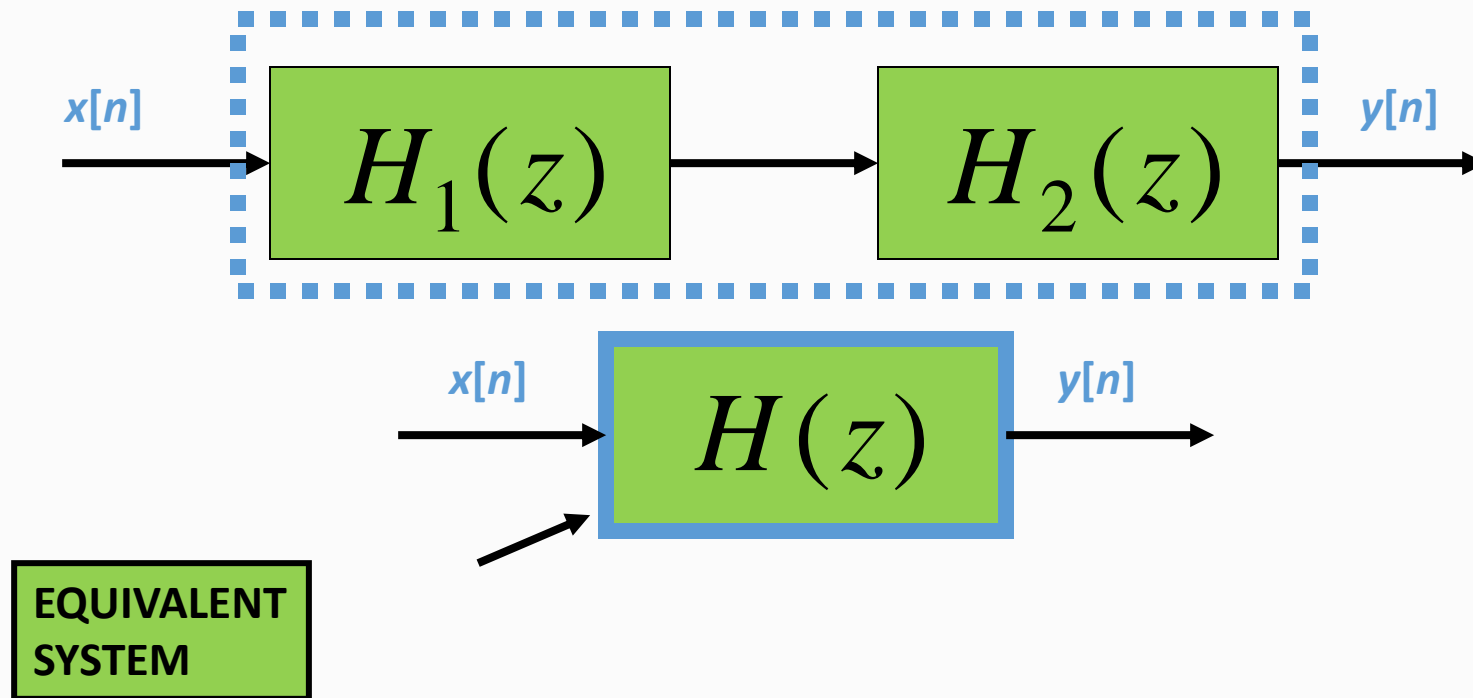 x[n]
y[n]
H₁(z)
H₂(z)
x[n]
y[n]
H(z)
EQUIVALENT
SYSTEM